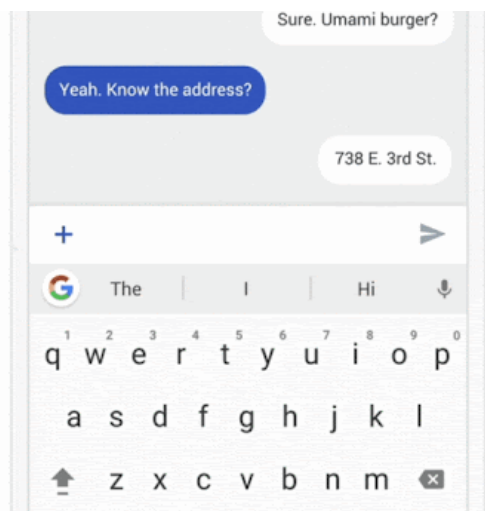 Sure. Umami burger?
Yeah. Know the address?
738 E. 3rd St.
G The I Hi
1 2 3 4 5 6 7 8 9 0
q w e r t y u i o p
a s d f g h j k l
z x c v b n m